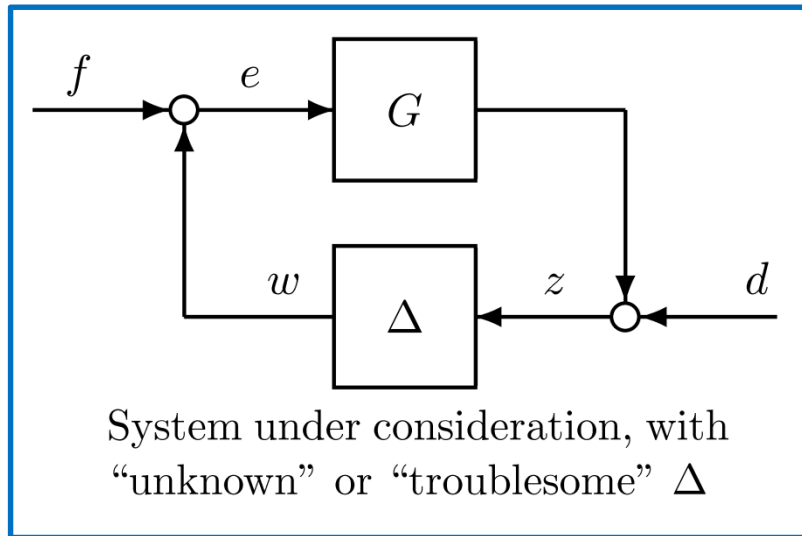 f
e
G
w
Δ
z
d
System under consideration, with
“unknown” or “troublesome” Δ